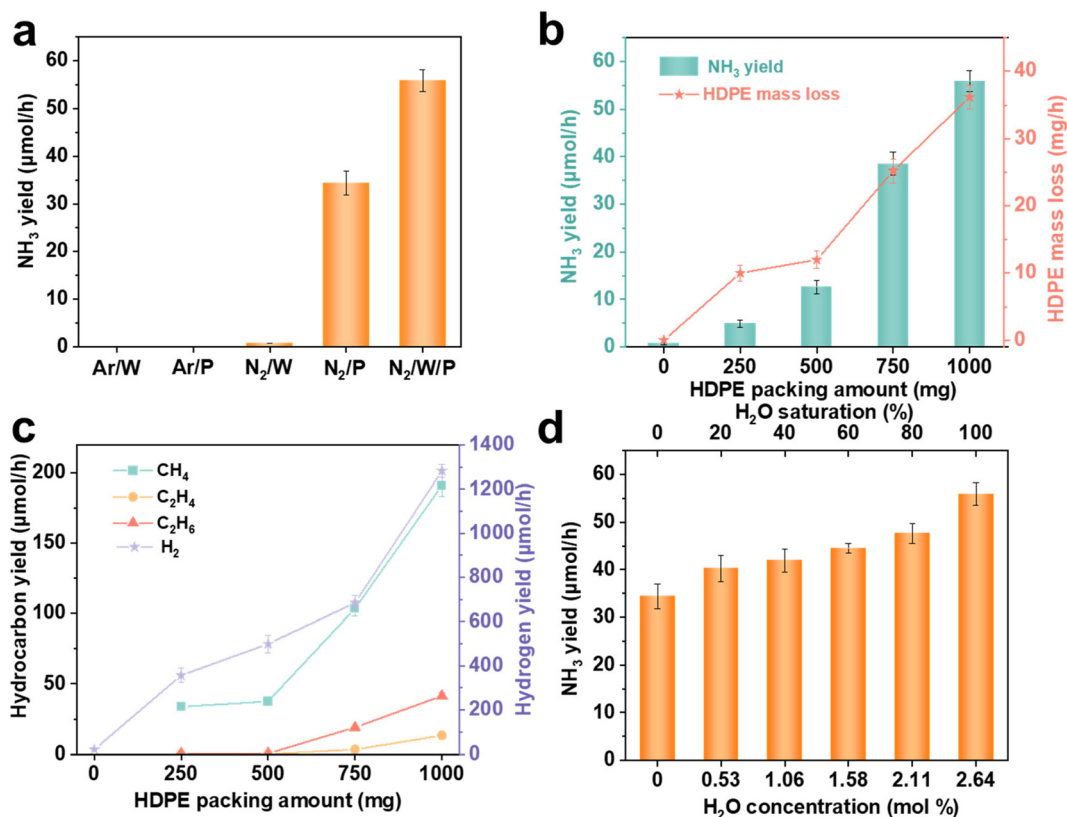 a
NH₃ yield (μmol/h)
60
50
40
30
20
10
0
Ar/W Ar/P N₂/W N₂/P N₂/W/P
b
NH₃ yield
HDPE mass loss
NH₃ yield (μmol/h)
60
50
40
30
20
10
0
HDPE mass loss (mg/h)
40
30
20
10
0
0 250 500 750 1000
HDPE packing amount (mg)
c
CH₄
C₂H₄
C₂H₆
H₂
Hydrocarbon yield (μmol/h)
200
150
100
50
0
Hydrogen yield (μmol/h)
1400
1200
1000
800
600
400
200
0
0 250 500 750 1000
HDPE packing amount (mg)
d
H₂O saturation (%)
0 20 40 60 80 100
NH₃ yield (μmol/h)
60
50
40
30
20
10
0
0 0.53 1.06 1.58 2.11 2.64
H₂O concentration (mol %)